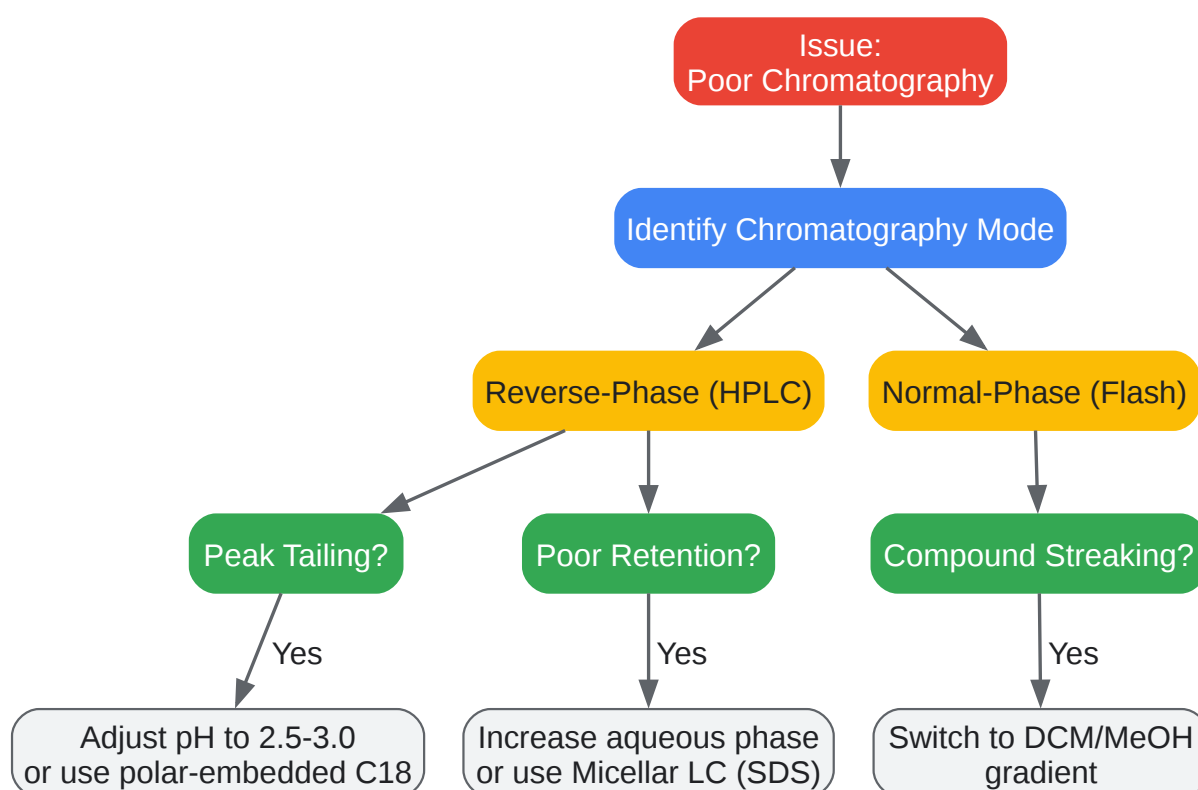 Issue:
Poor Chromatography
Identify Chromatography Mode
Reverse-Phase (HPLC)
Normal-Phase (Flash)
Peak Tailing?
Poor Retention?
Compound Streaking?
Yes
Yes
Yes
Adjust pH to 2.5-3.0
or use polar-embedded C18
Increase aqueous phase
or use Micellar LC (SDS)
Switch to DCM/MeOH
gradient